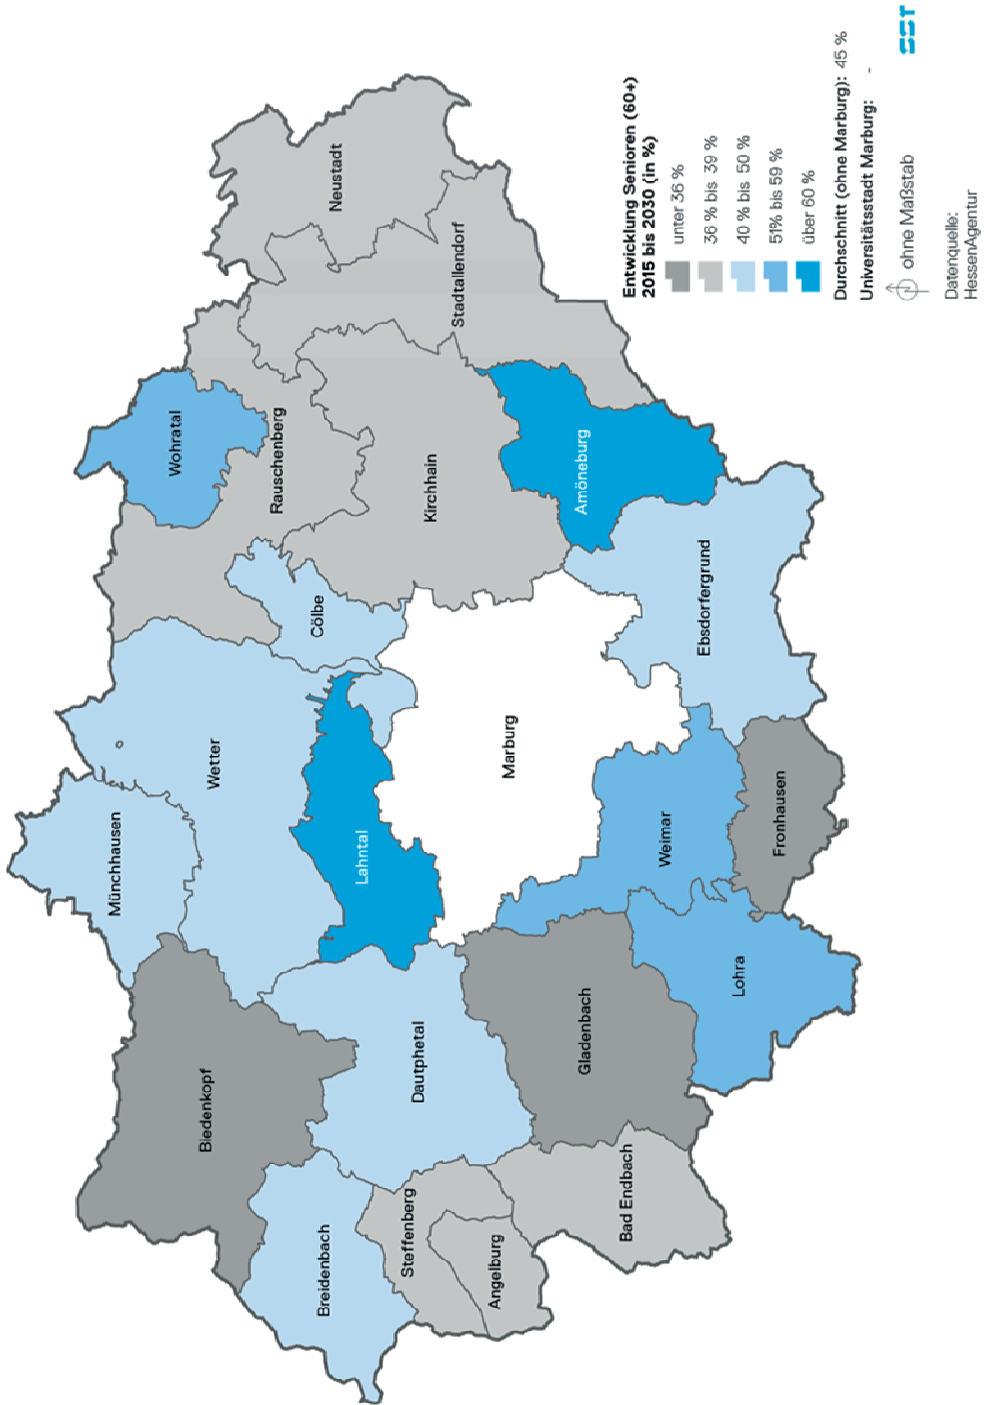 Neustadt
Stadtallendorf
Wohratal
Rauschenberg
Kirchhain
Amöneburg
Cölbe
Ebsdorfergrund
Wetter
Marburg
Münchhausen
Lahntal
Weimar
Fronhausen
Lohra
Biedenkopf
Dautphetal
Gladenbach
Breidenbach
Steffenberg
Angelburg
Bad Endbach
Entwicklung Senioren (60+)
2015 bis 2030 (in %)
unter 36 %
36 % bis 39 %
40 % bis 50 %
51% bis 59 %
über 60 %
Durchschnitt (ohne Marburg): 45 %
Universitätsstadt Marburg: -
ohne Maßstab
Datenquelle:
HessenAgentur
SST